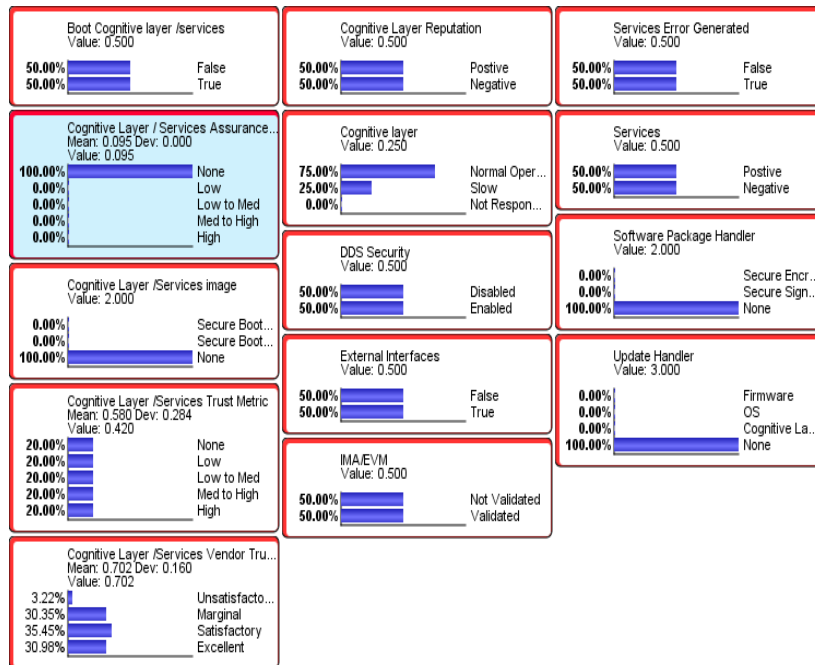 Boot Cognitive layer /services
Value: 0.500
50.00% False
50.00% True
Cognitive Layer / Services Assurance...
Mean: 0.095 Dev: 0.000
Value: 0.095
100.00% None
0.00% Low
0.00% Low to Med
0.00% Med to High
0.00% High
Cognitive Layer /Services image
Value: 2.000
0.00% Secure Boot...
0.00% Secure Boot...
100.00% None
Cognitive Layer /Services Trust Metric
Mean: 0.580 Dev: 0.284
Value: 0.420
20.00% None
20.00% Low
20.00% Low to Med
20.00% Med to High
20.00% High
Cognitive Layer /Services Vendor Tru...
Mean: 0.702 Dev: 0.160
Value: 0.702
3.22% Unsatisfacto...
30.35% Marginal
35.45% Satisfactory
30.98% Excellent
Cognitive Layer Reputation
Value: 0.500
50.00% Postive
50.00% Negative
Cognitive layer
Value: 0.250
75.00% Normal Oper...
25.00% Slow
0.00% Not Respon...
DDS Security
Value: 0.500
50.00% Disabled
50.00% Enabled
External Interfaces
Value: 0.500
50.00% False
50.00% True
IMA/EVM
Value: 0.500
50.00% Not Validated
50.00% Validated
Services Error Generated
Value: 0.500
50.00% False
50.00% True
Services
Value: 0.500
50.00% Postive
50.00% Negative
Software Package Handler
Value: 2.000
0.00% Secure Encr...
0.00% Secure Sign...
100.00% None
Update Handler
Value: 3.000
0.00% Firmware
0.00% OS
0.00% Cognitive La...
100.00% None